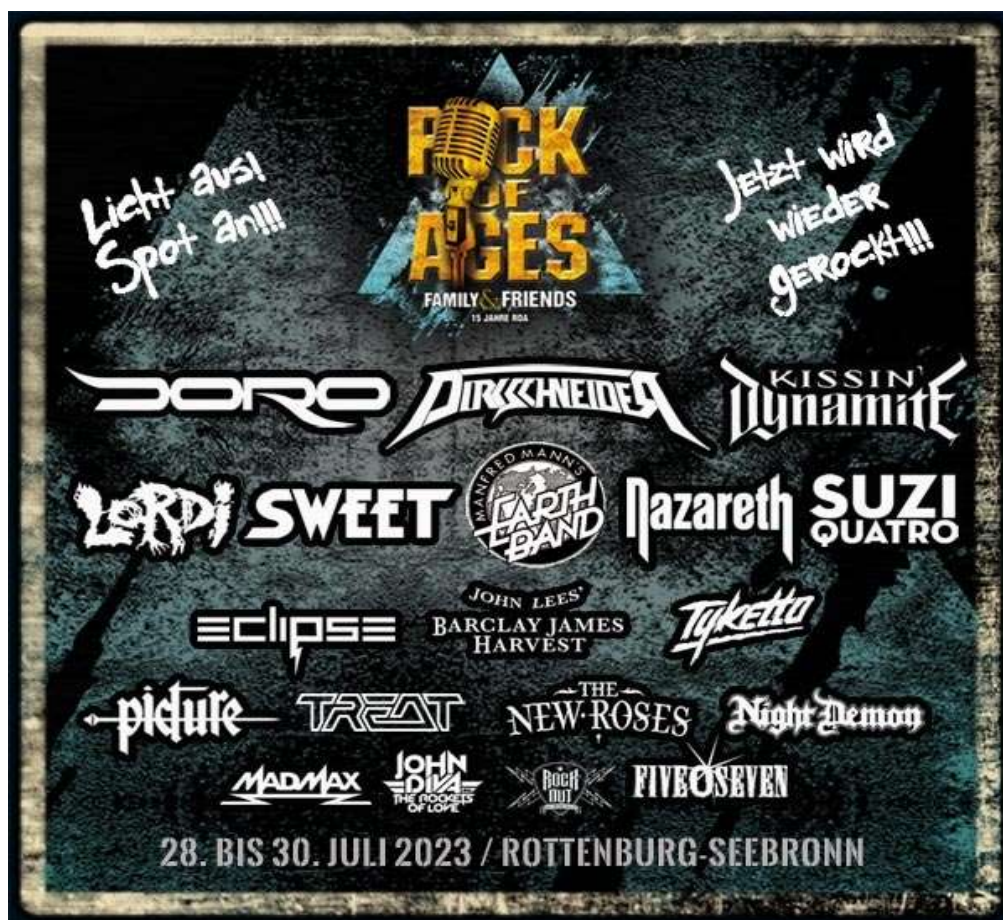 ROCK
OF
AGES
FAMILY & FRIENDS
15 JAHRE ROA
Licht aus!
Spot an!!!
Jetzt wird
wieder
gerockt!!!
DORO DIRKSCHNEIDER KISSIN' DYNAMITE
LORDI SWEET MANFRED MANN'S EARTH BAND nazareth SUZI QUATRO
ECLIPSE JOHN LEES' BARCLAY JAMES HARVEST Tyketto
picture TREAT THE NEW ROSES Night Demon
MADMAX JOHN DIVA THE ROCKETS OF LOVE ROCK OUT FIVE O SEVEN
28. BIS 30. JULI 2023 / ROTTENBURG-SEEBRONN